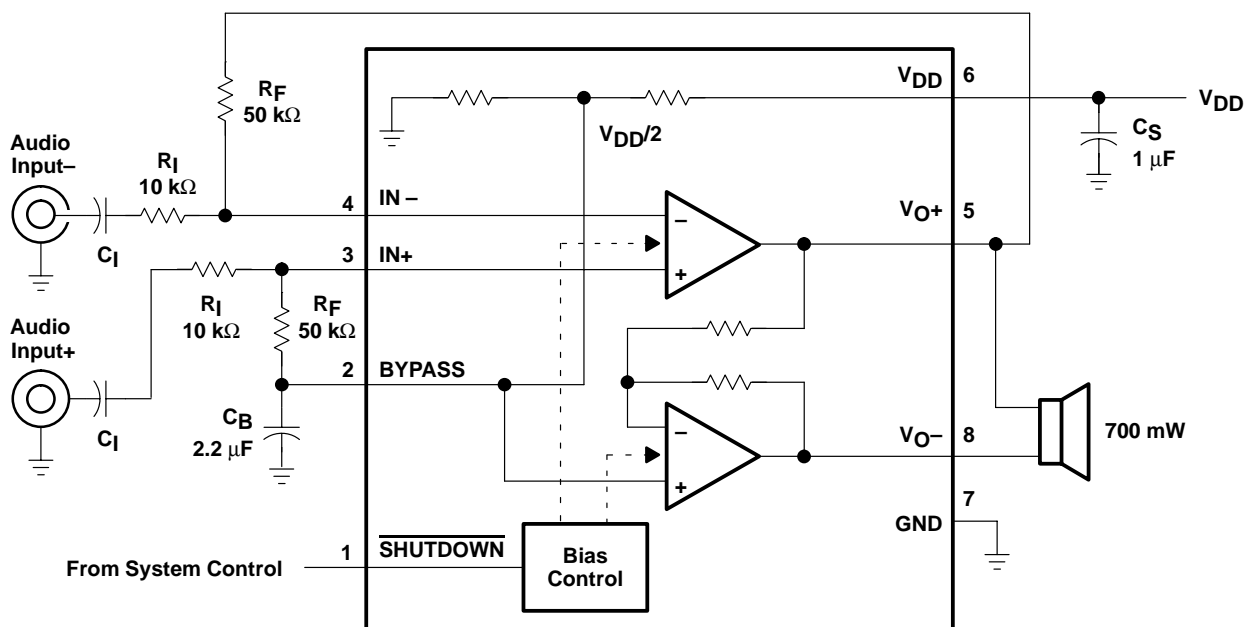 RF
50 kΩ
VDD
6
VDD
VDD/2
CS
1 μF
Audio
Input–
RI
10 kΩ
CI
4
IN –
VO+
5
–
+
3
IN+
RI
10 kΩ
RF
50 kΩ
Audio
Input+
CI
2
BYPASS
CB
2.2 μF
–
+
VO–
8
700 mW
7
GND
1
SHUTDOWN
From System Control
Bias
Control